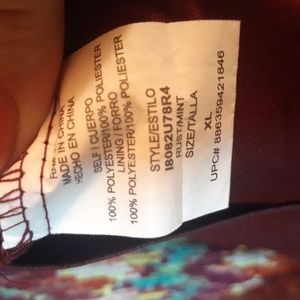 MADE IN CHINA
HECHO EN CHINA
SELF / CUERPO
100% POLYESTER/100% POLIESTER
LINING / FORRO
100% POLYESTER/100% POLIESTER
STYLE/ESTILO
I8082U78R4
RUST/MINT
SIZE/TALLA
XL
UPC# 886359421846